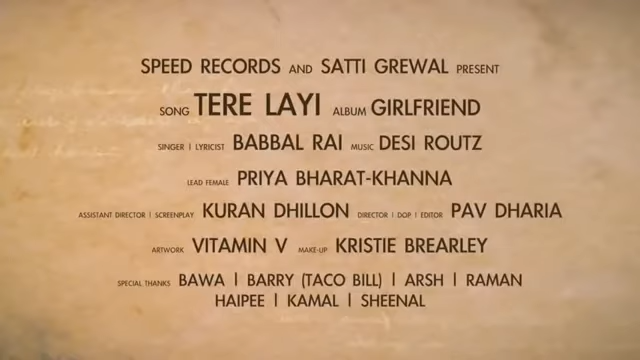 SPEED RECORDS AND SATTI GREWAL PRESENT
SONG TERE LAYI ALBUM GIRLFRIEND
SINGER | LYRICIST BABBAL RAI MUSIC DESI ROUTZ
LEAD FEMALE PRIYA BHARAT-KHANNA
ASSISTANT DIRECTOR | SCREENPLAY KURAN DHILLON DIRECTOR | DOP | EDITOR PAV DHARIA
ARTWORK VITAMIN V MAKE-UP KRISTIE BREARLEY
SPECIAL THANKS BAWA | BARRY (TACO BILL) | ARSH | RAMAN
HAIPEE | KAMAL | SHEENAL